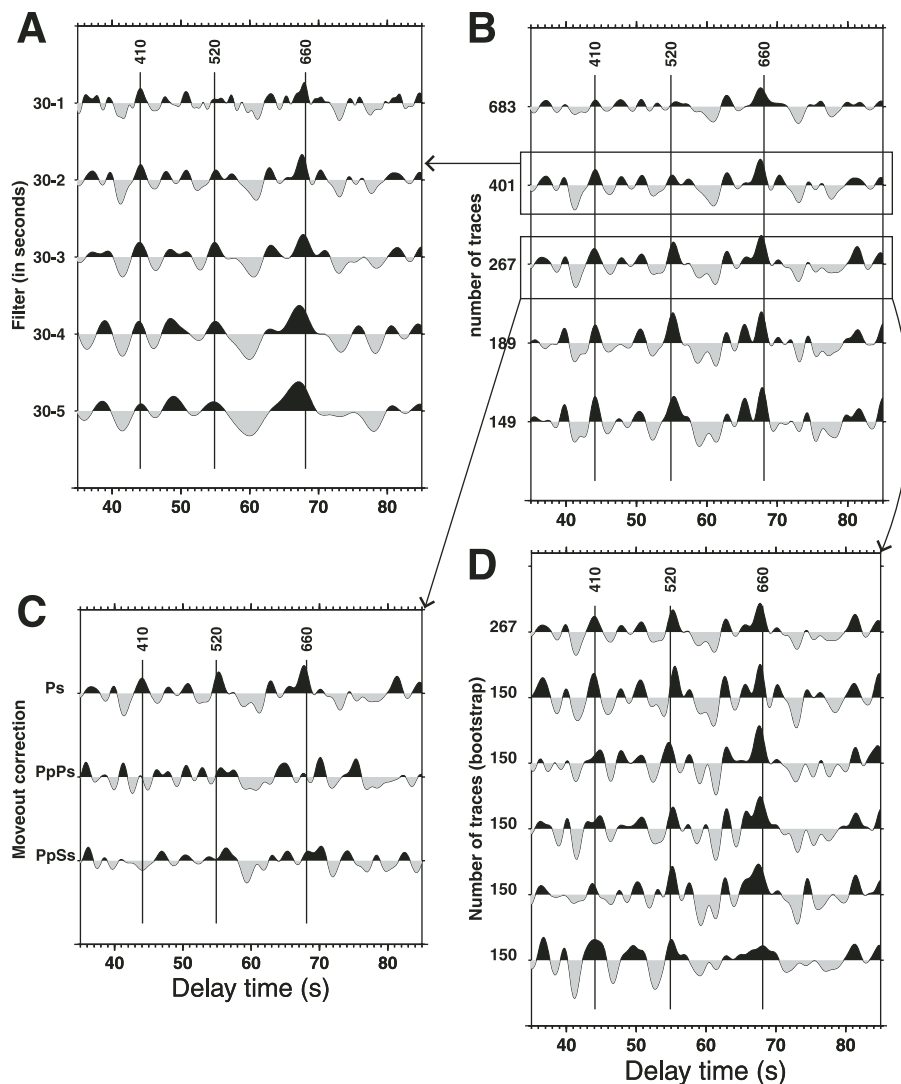 A
410
520
660
30-1
30-2
30-3
30-4
30-5
Filter (in seconds)
40 50 60 70 80
B
410
520
660
683
401
267
189
149
number of traces
40 50 60 70 80
C
410
520
660
Ps
PpPs
PpSs
Moveout correction
40 50 60 70 80
Delay time (s)
D
410
520
660
267
150
150
150
150
150
Number of traces (bootstrap)
40 50 60 70 80
Delay time (s)